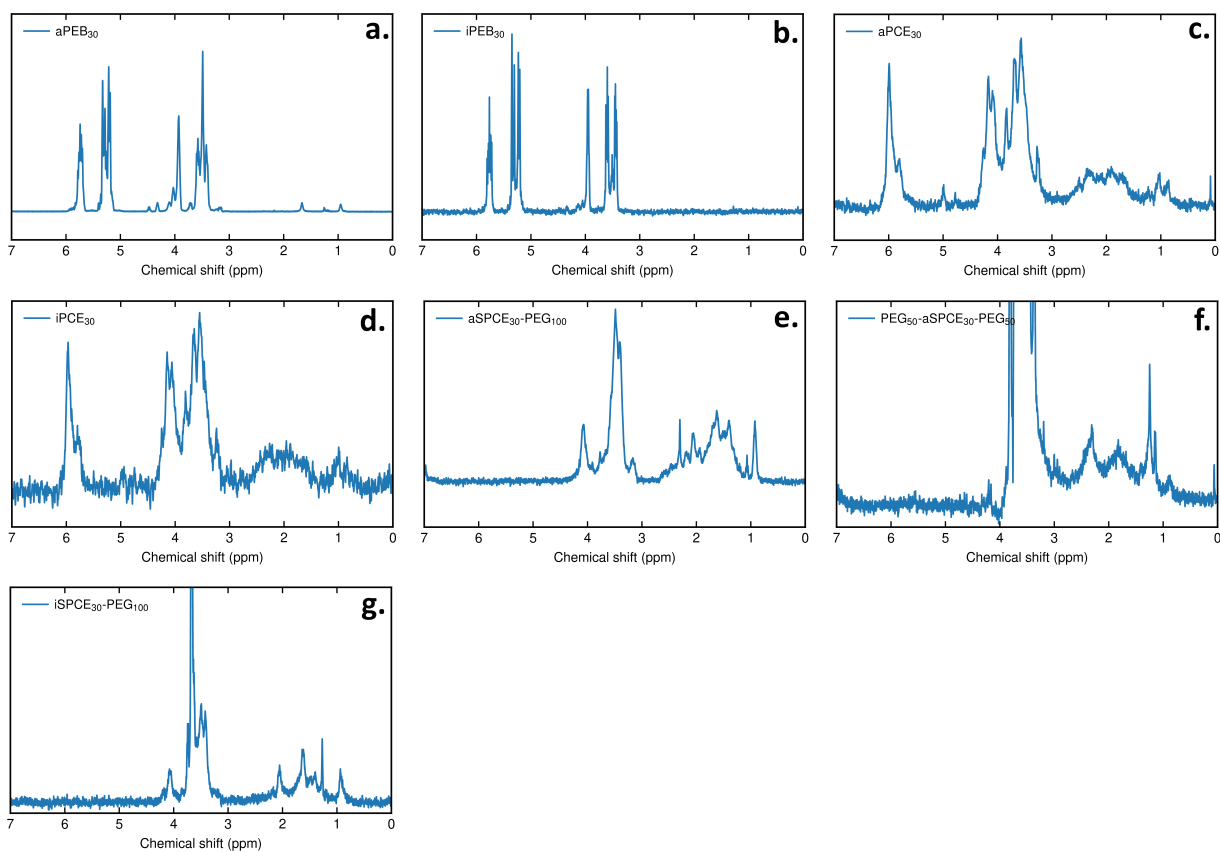 aPEB₃₀ a.
7 6 5 4 3 2 1 0
Chemical shift (ppm)
iPEB₃₀ b.
7 6 5 4 3 2 1 0
Chemical shift (ppm)
aPCE₃₀ c.
7 6 5 4 3 2 1 0
Chemical shift (ppm)
iPCE₃₀ d.
7 6 5 4 3 2 1 0
Chemical shift (ppm)
aSPCE₃₀-PEG₁₀₀ e.
7 6 5 4 3 2 1 0
Chemical shift (ppm)
PEG₅₀-aSPCE₃₀-PEG₅₀ f.
7 6 5 4 3 2 1 0
Chemical shift (ppm)
iSPCE₃₀-PEG₁₀₀ g.
7 6 5 4 3 2 1 0
Chemical shift (ppm)